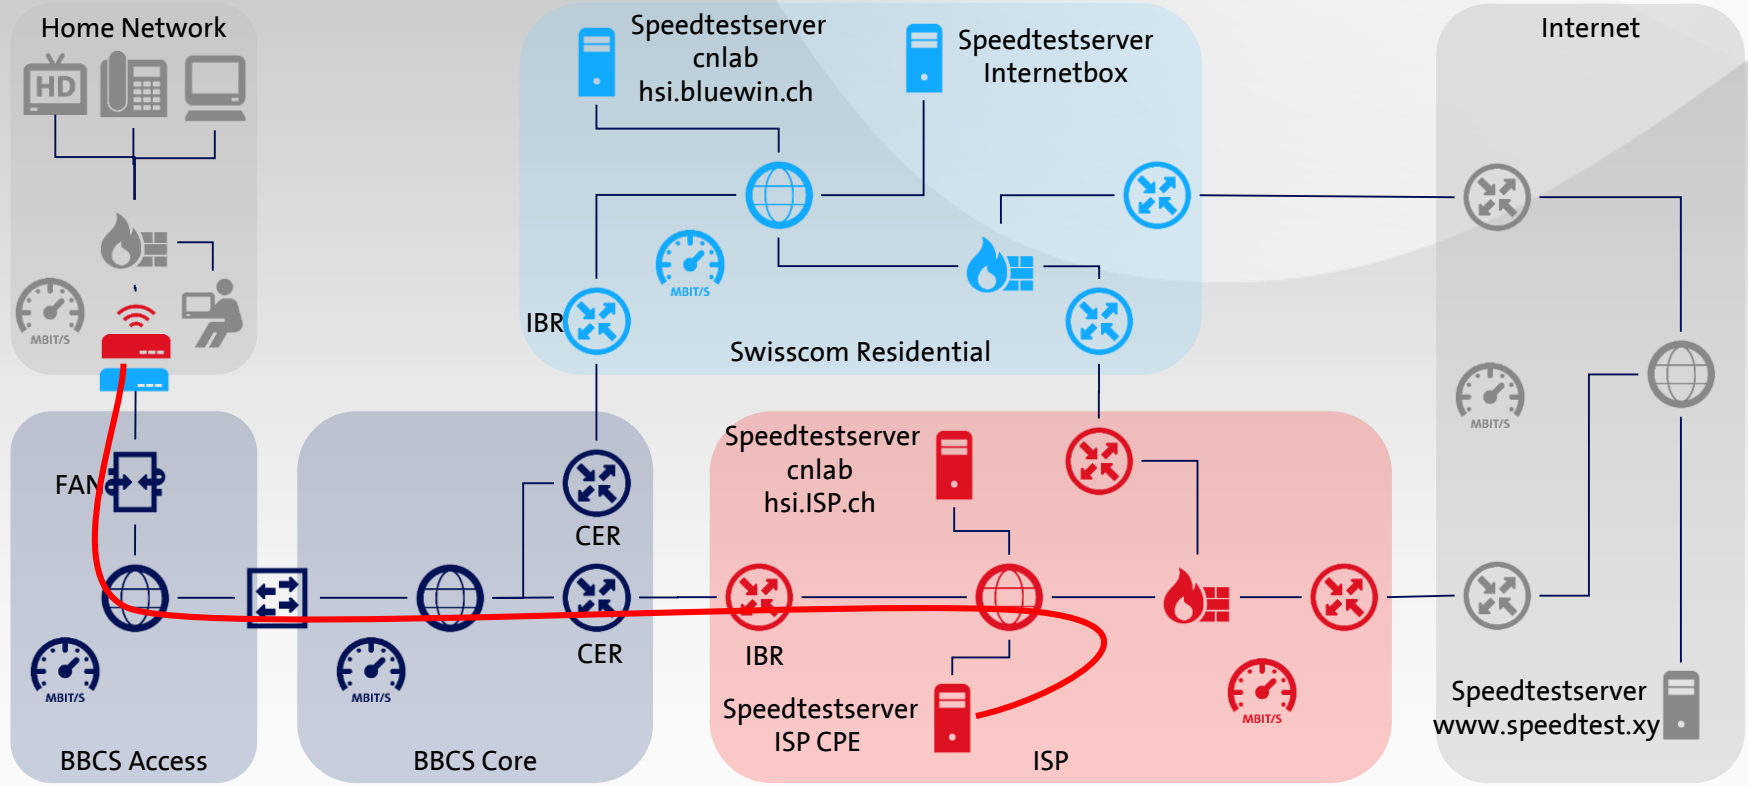 Home Network
HD
MBIT/S
Speedtestserver
cnlab
hsi.bluewin.ch
Speedtestserver
Internetbox
MBIT/S
IBR
Swisscom Residential
Internet
MBIT/S
Speedtestserver
www.speedtest.xy
FAN
MBIT/S
BBCS Access
CER
CER
MBIT/S
BBCS Core
Speedtestserver
cnlab
hsi.ISP.ch
IBR
Speedtestserver
ISP CPE
MBIT/S
ISP